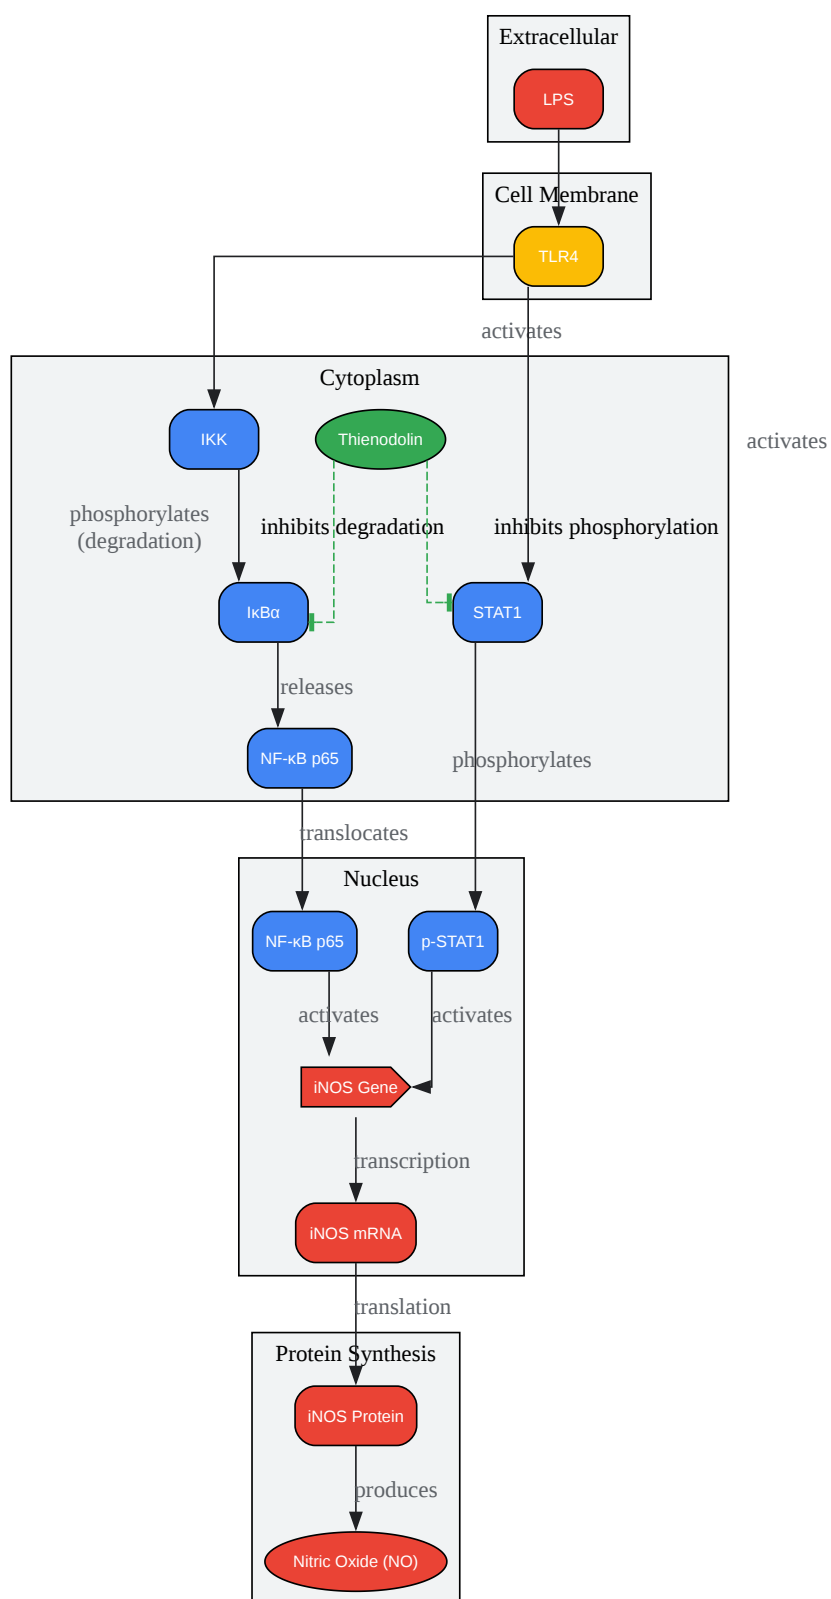 Extracellular
LPS
Cell Membrane
TLR4
activates
Cytoplasm
IKK
Thienodolin
activates
phosphorylates
(degradation)
inhibits degradation
inhibits phosphorylation
IκBα
STAT1
releases
NF-κB p65
phosphorylates
translocates
Nucleus
NF-κB p65
p-STAT1
activates
activates
iNOS Gene
transcription
iNOS mRNA
translation
Protein Synthesis
iNOS Protein
produces
Nitric Oxide (NO)